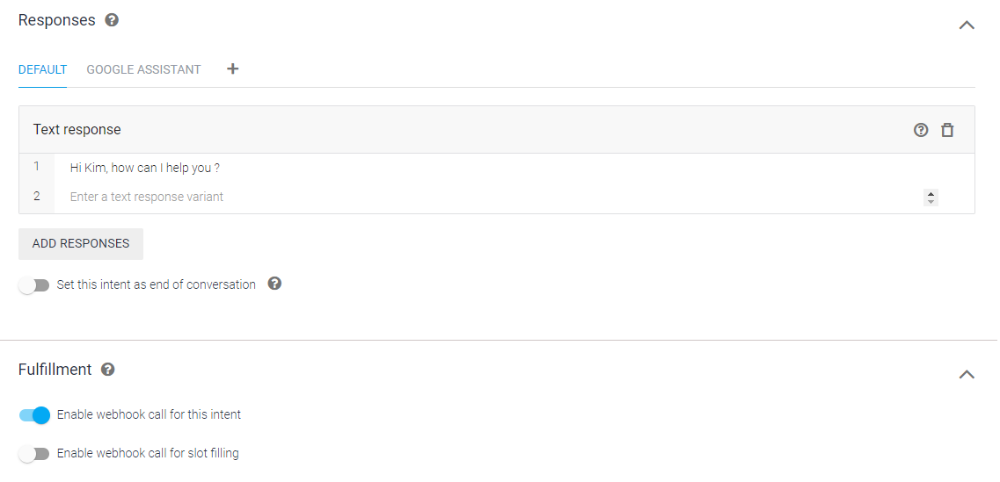 Responses
DEFAULT GOOGLE ASSISTANT +
Text response
1 Hi Kim, how can I help you ?
2 Enter a text response variant
ADD RESPONSES
Set this intent as end of conversation
Fulfillment
Enable webhook call for this intent
Enable webhook call for slot filling